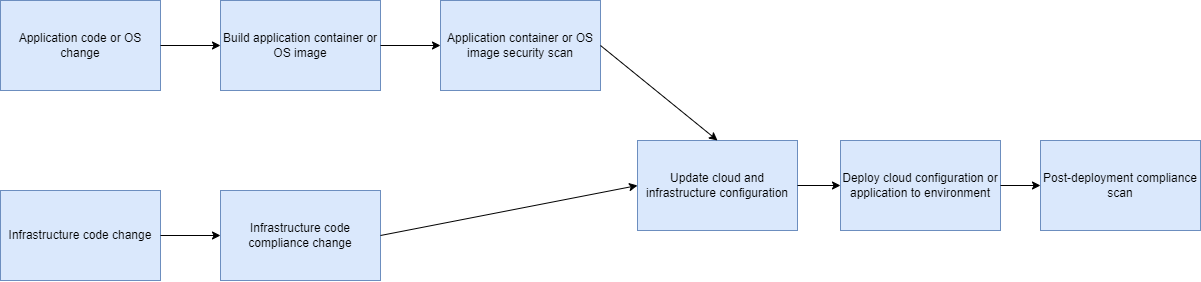 Application code or OS
change
Build application container or
OS image
Application container or OS
image security scan
Update cloud and
infrastructure configuration
Deploy cloud configuration or
application to environment
Post-deployment compliance
scan
Infrastructure code change
Infrastructure code
compliance change